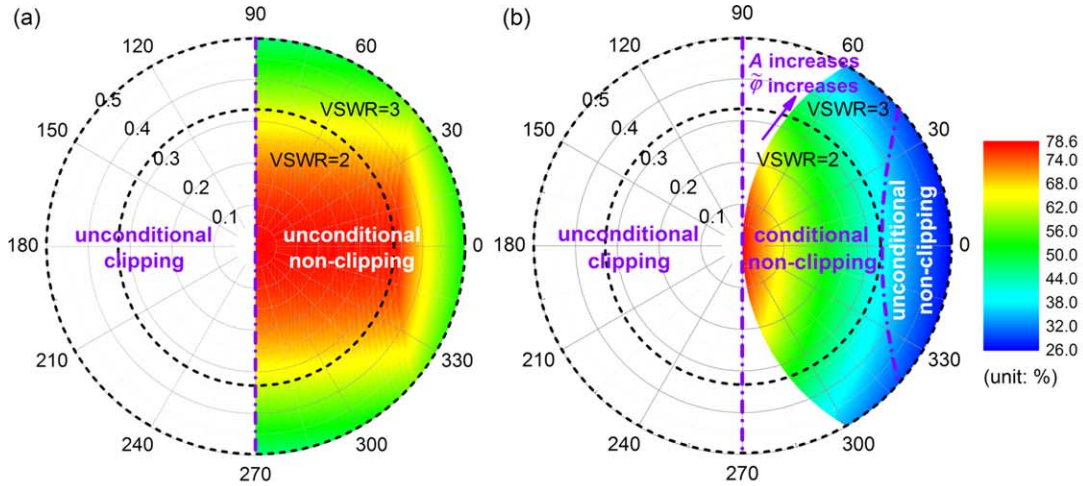 (a)
90
120
60
0.5
VSWR=3
150
0.4
30
0.3
VSWR=2
0.2
0.1
180
unconditional
clipping
unconditional
non-clipping
0
210
330
240
300
270
(b)
90
120
60
A increases
φ̃ increases
0.5
VSWR=3
150
0.4
30
0.3
VSWR=2
0.2
0.1
180
unconditional
clipping
conditional
non-clipping
unconditional
non-clipping
0
210
330
240
300
270
78.6
74.0
68.0
62.0
56.0
50.0
44.0
38.0
32.0
26.0
(unit: %)